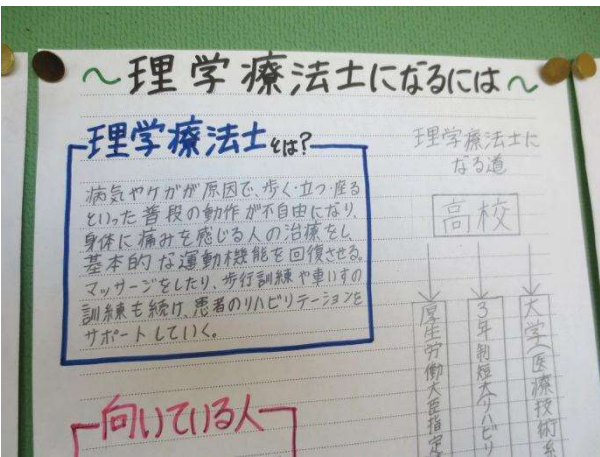 ～理学療法士になるには～
理学療法士とは?
病気やケガが原因で、歩く・立つ・座る
といった普段の動作が不自由になり、
身体に痛みを感じる人の治療をし、
基本的な運動機能を回復させる。
マッサージをしたり、歩行訓練や車いすの
訓練も続け、患者のリハビリテーションを
サポートしていく。
向いている人
理学療法士に
なる道
高校
厚生労働大臣指定
3年制短大リハビリ
大学(医療技術系